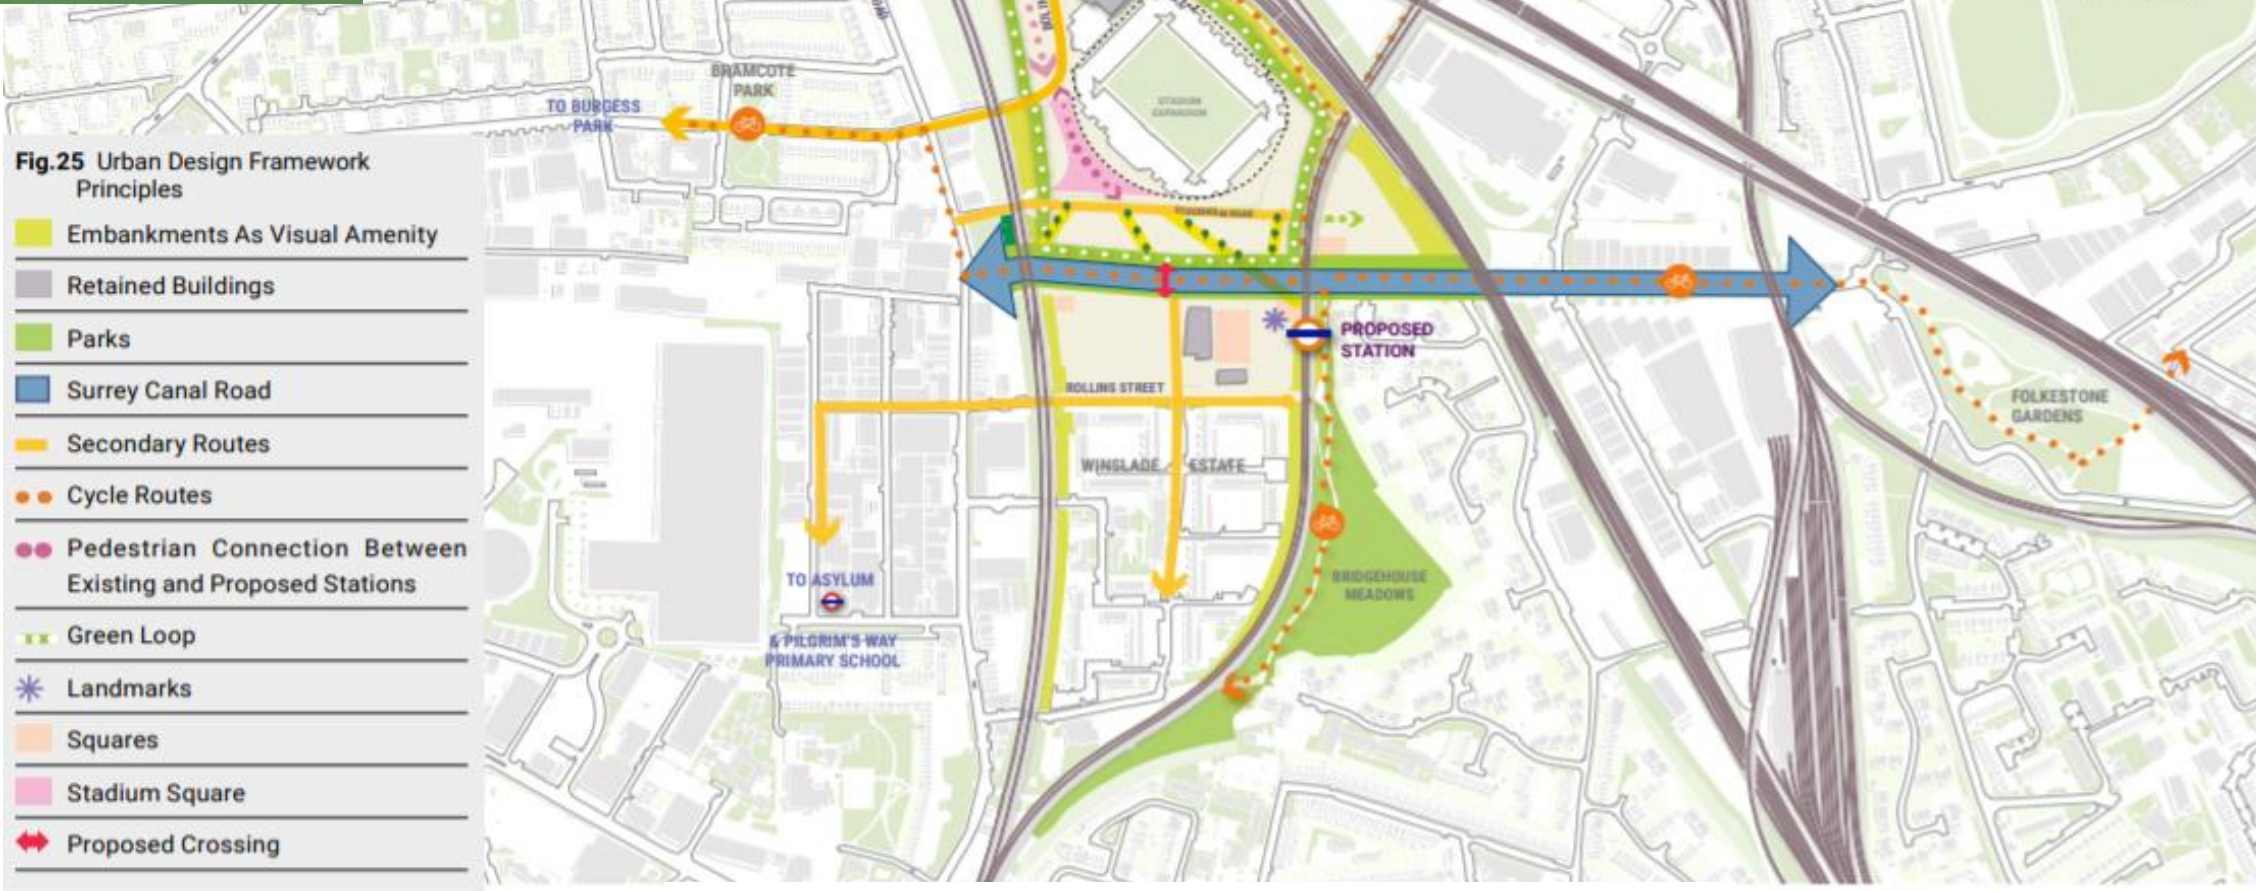 BRAMCOTE
PARK
TO BURGESS
PARK
STADIUM
EXPANSION
Fig.25 Urban Design Framework
Principles
Embankments As Visual Amenity
Retained Buildings
Parks
Surrey Canal Road
Secondary Routes
Cycle Routes
Pedestrian Connection Between
Existing and Proposed Stations
Green Loop
Landmarks
Squares
Stadium Square
Proposed Crossing
PROPOSED
STATION
ROLLINS STREET
FOLKESTONE
GARDENS
WINSLADE ESTATE
TO ASYLUM
BRIDGEHOUSE
MEADOWS
& PILGRIM'S WAY
PRIMARY SCHOOL